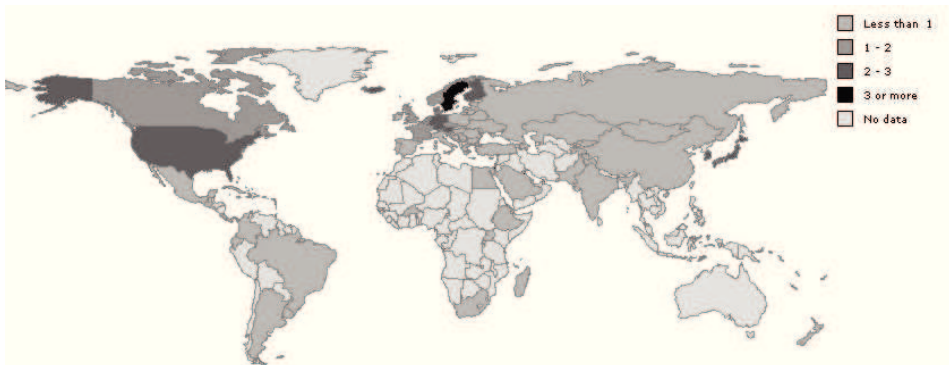 Less than 1
1 - 2
2 - 3
3 or more
No data